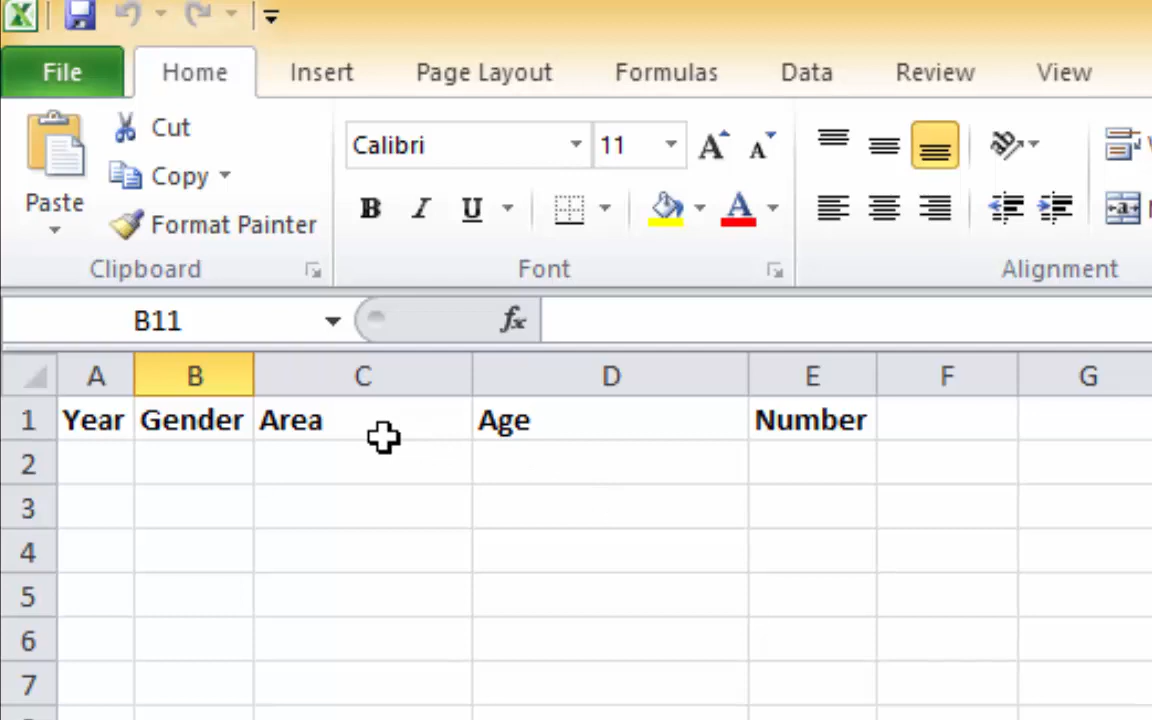 File Home Insert Page Layout Formulas Data Review View
Cut
Calibri 11
Copy
Paste
B I U
Format Painter
Clipboard Font Alignment
B11 fx
A B C D E F G
1 Year Gender Area Age Number
2
3
4
5
6
7